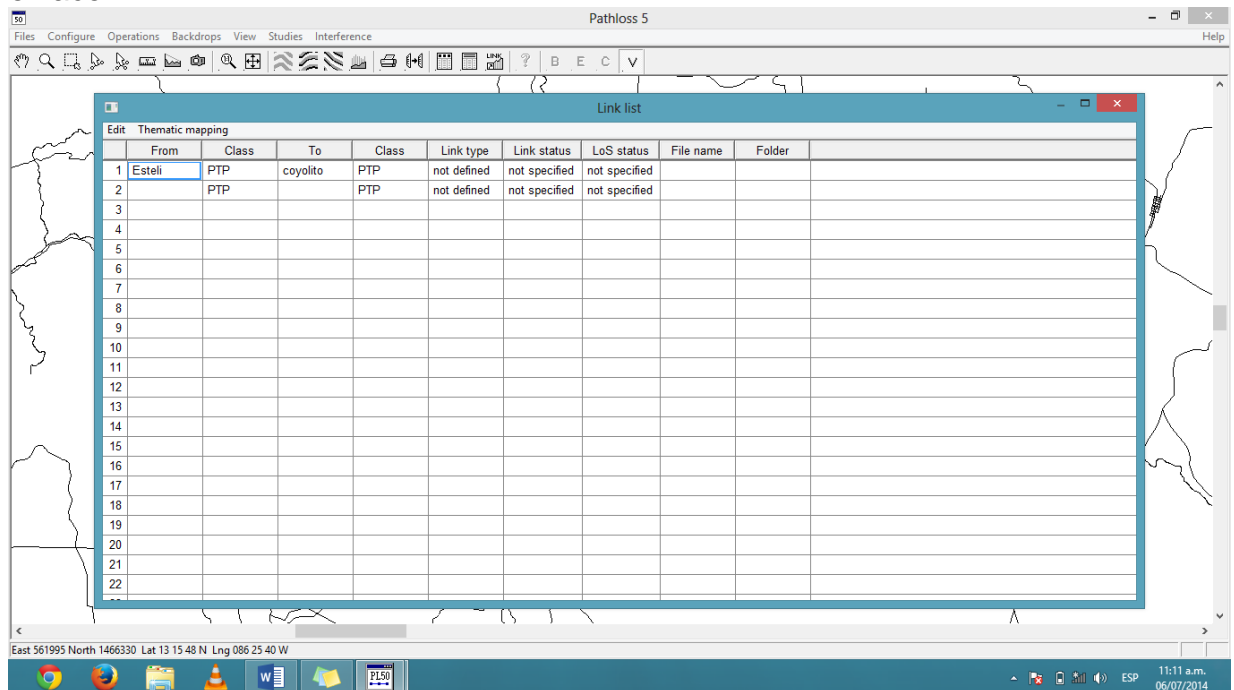 50 Pathloss 5
Files Configure Operations Backdrops View Studies Interference Help
LINK ? B E C V
Link list
Edit Thematic mapping
From Class To Class Link type Link status LoS status File name Folder
1 Esteli PTP coyolito PTP not defined not specified not specified
2 PTP PTP not defined not specified not specified
3
4
5
6
7
8
9
10
11
12
13
14
15
16
17
18
19
20
21
22
East 561995 North 1466330 Lat 13 15 48 N Lng 086 25 40 W
W PL50 ESP 11:11 a.m.
06/07/2014